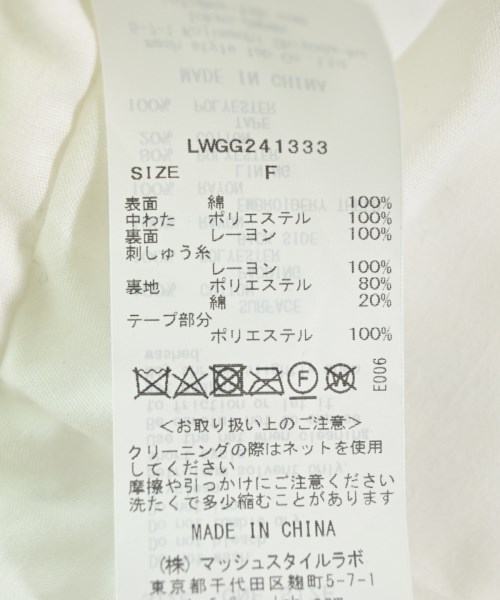 LWGG241333
SIZE F
表面 綿 100%
中わた ポリエステル 100%
裏面 レーヨン 100%
刺しゅう糸
レーヨン 100%
裏地 ポリエステル 80%
綿 20%
テープ部分
ポリエステル 100%
F W
E006
＜お取り扱い上のご注意＞
クリーニングの際はネットを使用
してください
摩擦や引っかけにご注意ください
洗たくで多少縮むことがあります
MADE IN CHINA
(株) マッシュスタイルラボ
東京都千代田区麹町5-7-1